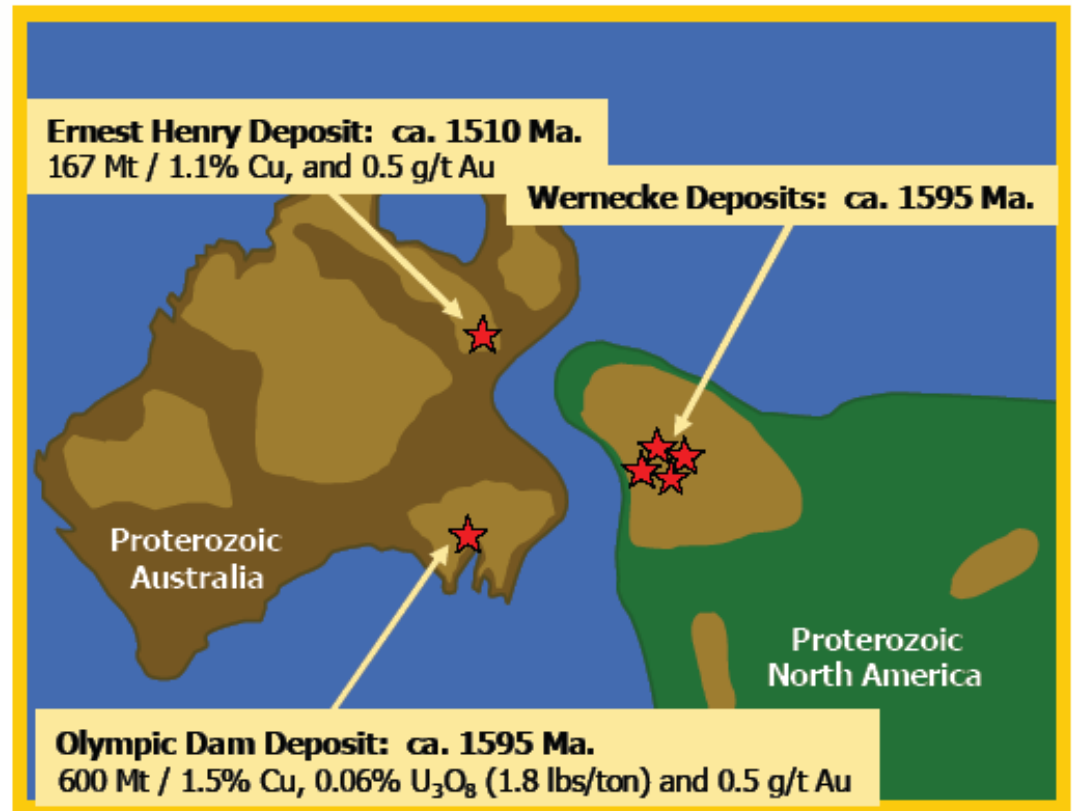 Ernest Henry Deposit: ca. 1510 Ma.
167 Mt / 1.1% Cu, and 0.5 g/t Au
Wernecke Deposits: ca. 1595 Ma.
Proterozoic
Australia
Proterozoic
North America
Olympic Dam Deposit: ca. 1595 Ma.
600 Mt / 1.5% Cu, 0.06% U₃O₈ (1.8 lbs/ton) and 0.5 g/t Au